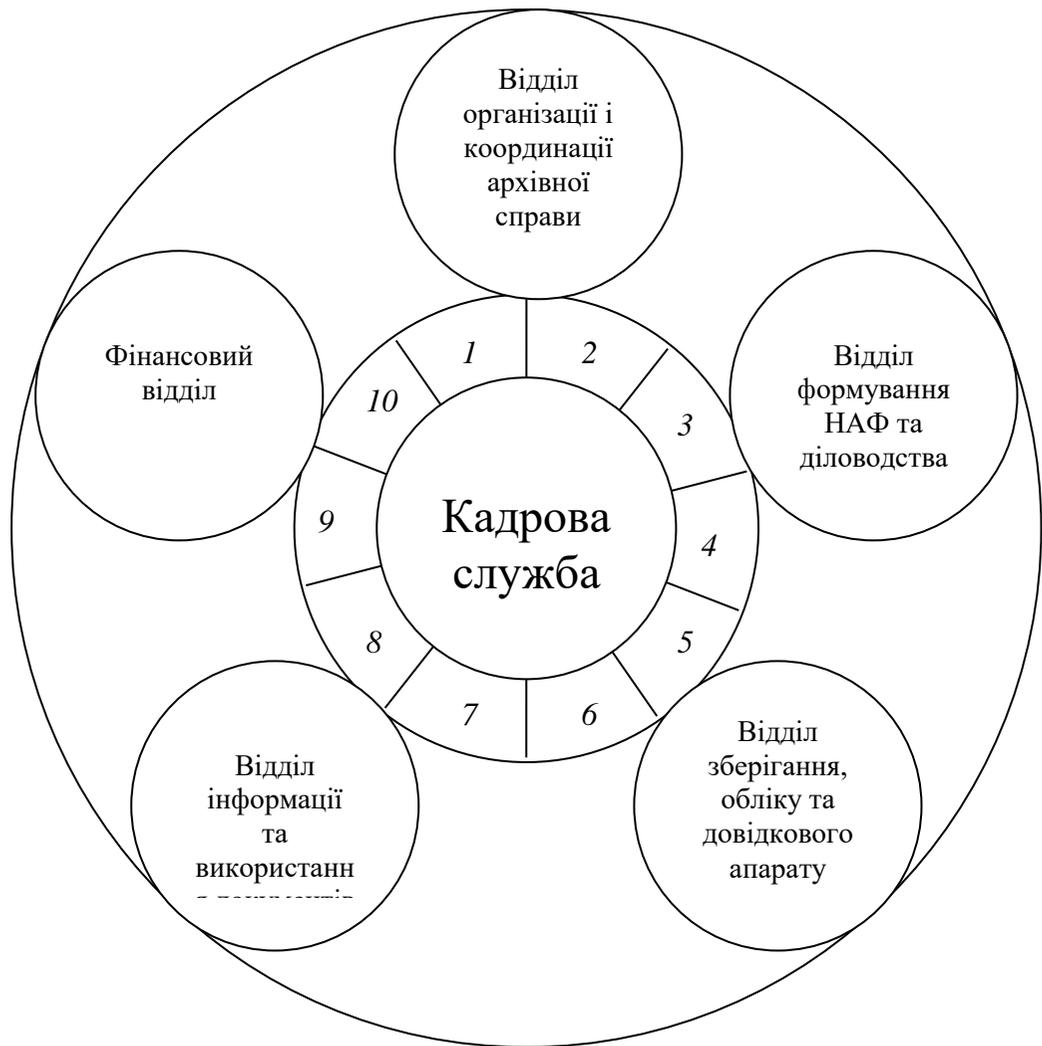 Відділ
організації і
координації
архівної
справи
Фінансовий
відділ
Відділ
формування
НАФ та
діловодства
1
2
10
3
9
4
Кадрова
служба
8
5
7
6
Відділ
інформації
та
використанн
Відділ
зберігання,
обліку та
довідкового
апарату